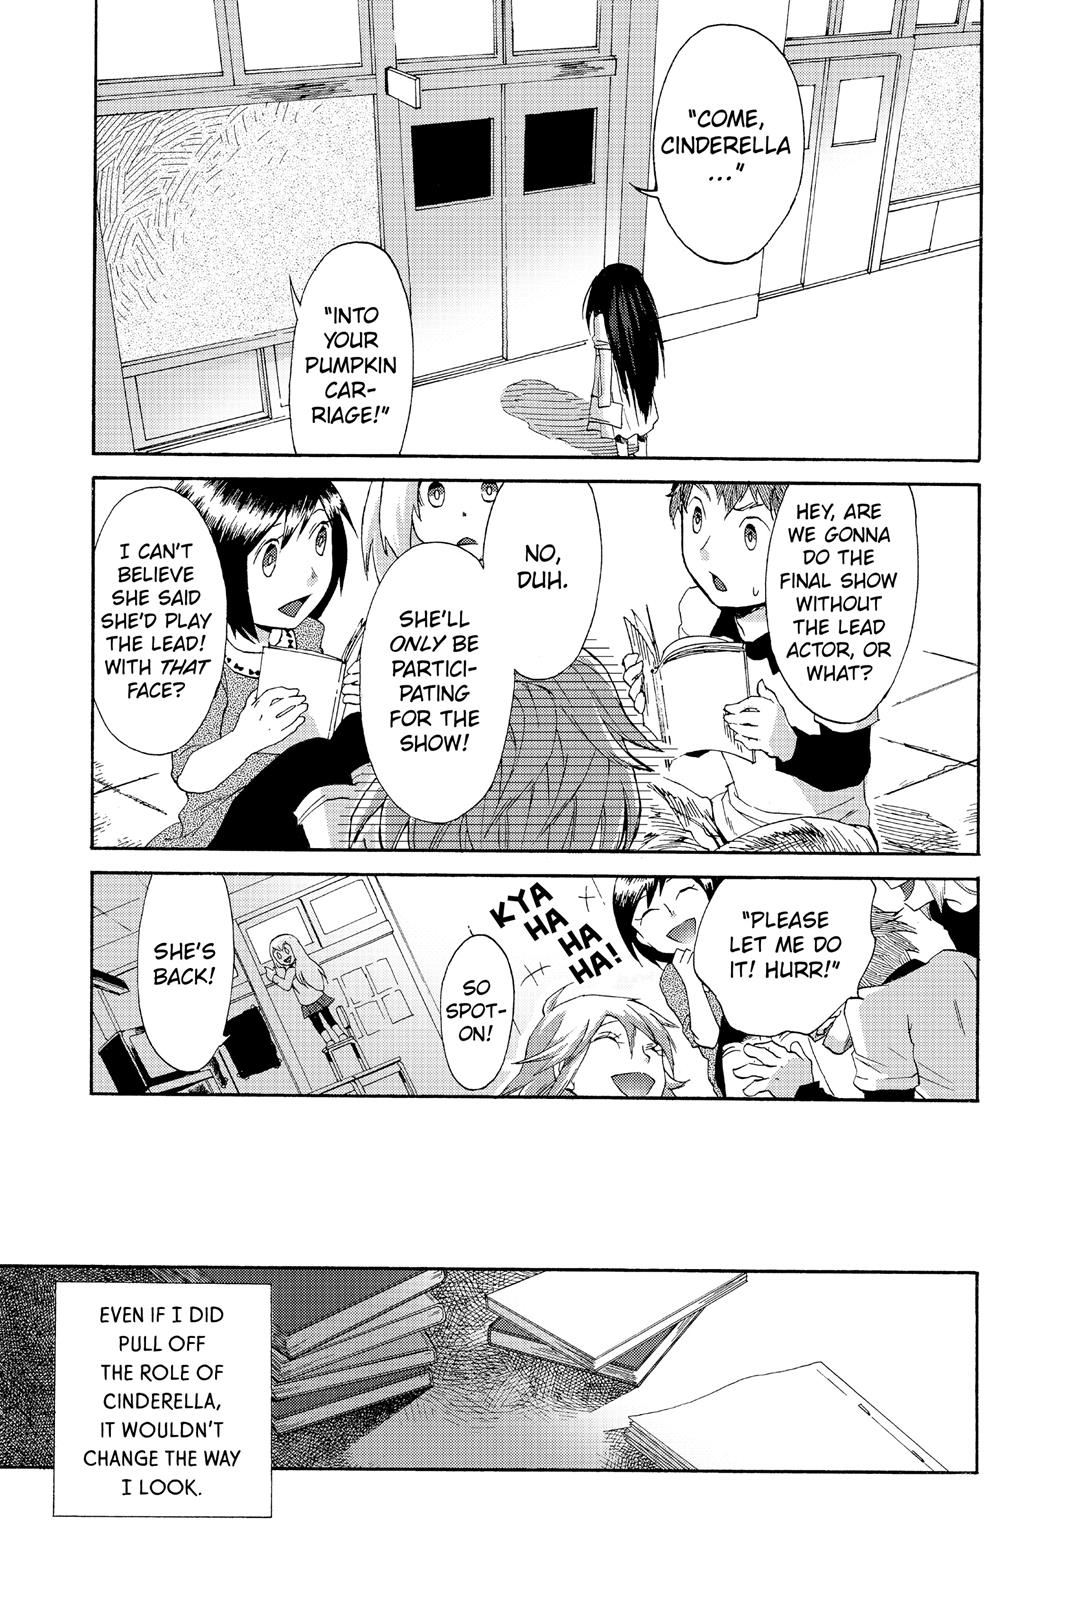 "COME,
CINDERELLA
..."
"INTO
YOUR
PUMPKIN
CAR-
RIAGE!"
HEY, ARE
WE GONNA
DO THE
FINAL SHOW
WITHOUT
THE LEAD
ACTOR, OR
WHAT?
NO,
DUH.
SHE'LL
ONLY BE
PARTICI-
PATING
FOR THE
SHOW!
I CAN'T
BELIEVE
SHE SAID
SHE'D PLAY
THE LEAD!
WITH THAT
FACE?
"PLEASE
LET ME DO
IT! HURR!"
KYA
HA
HA
HA!
SO
SPOT-
ON!
SHE'S
BACK!
EVEN IF I DID
PULL OFF
THE ROLE OF
CINDERELLA,
IT WOULDN'T
CHANGE THE WAY
I LOOK.